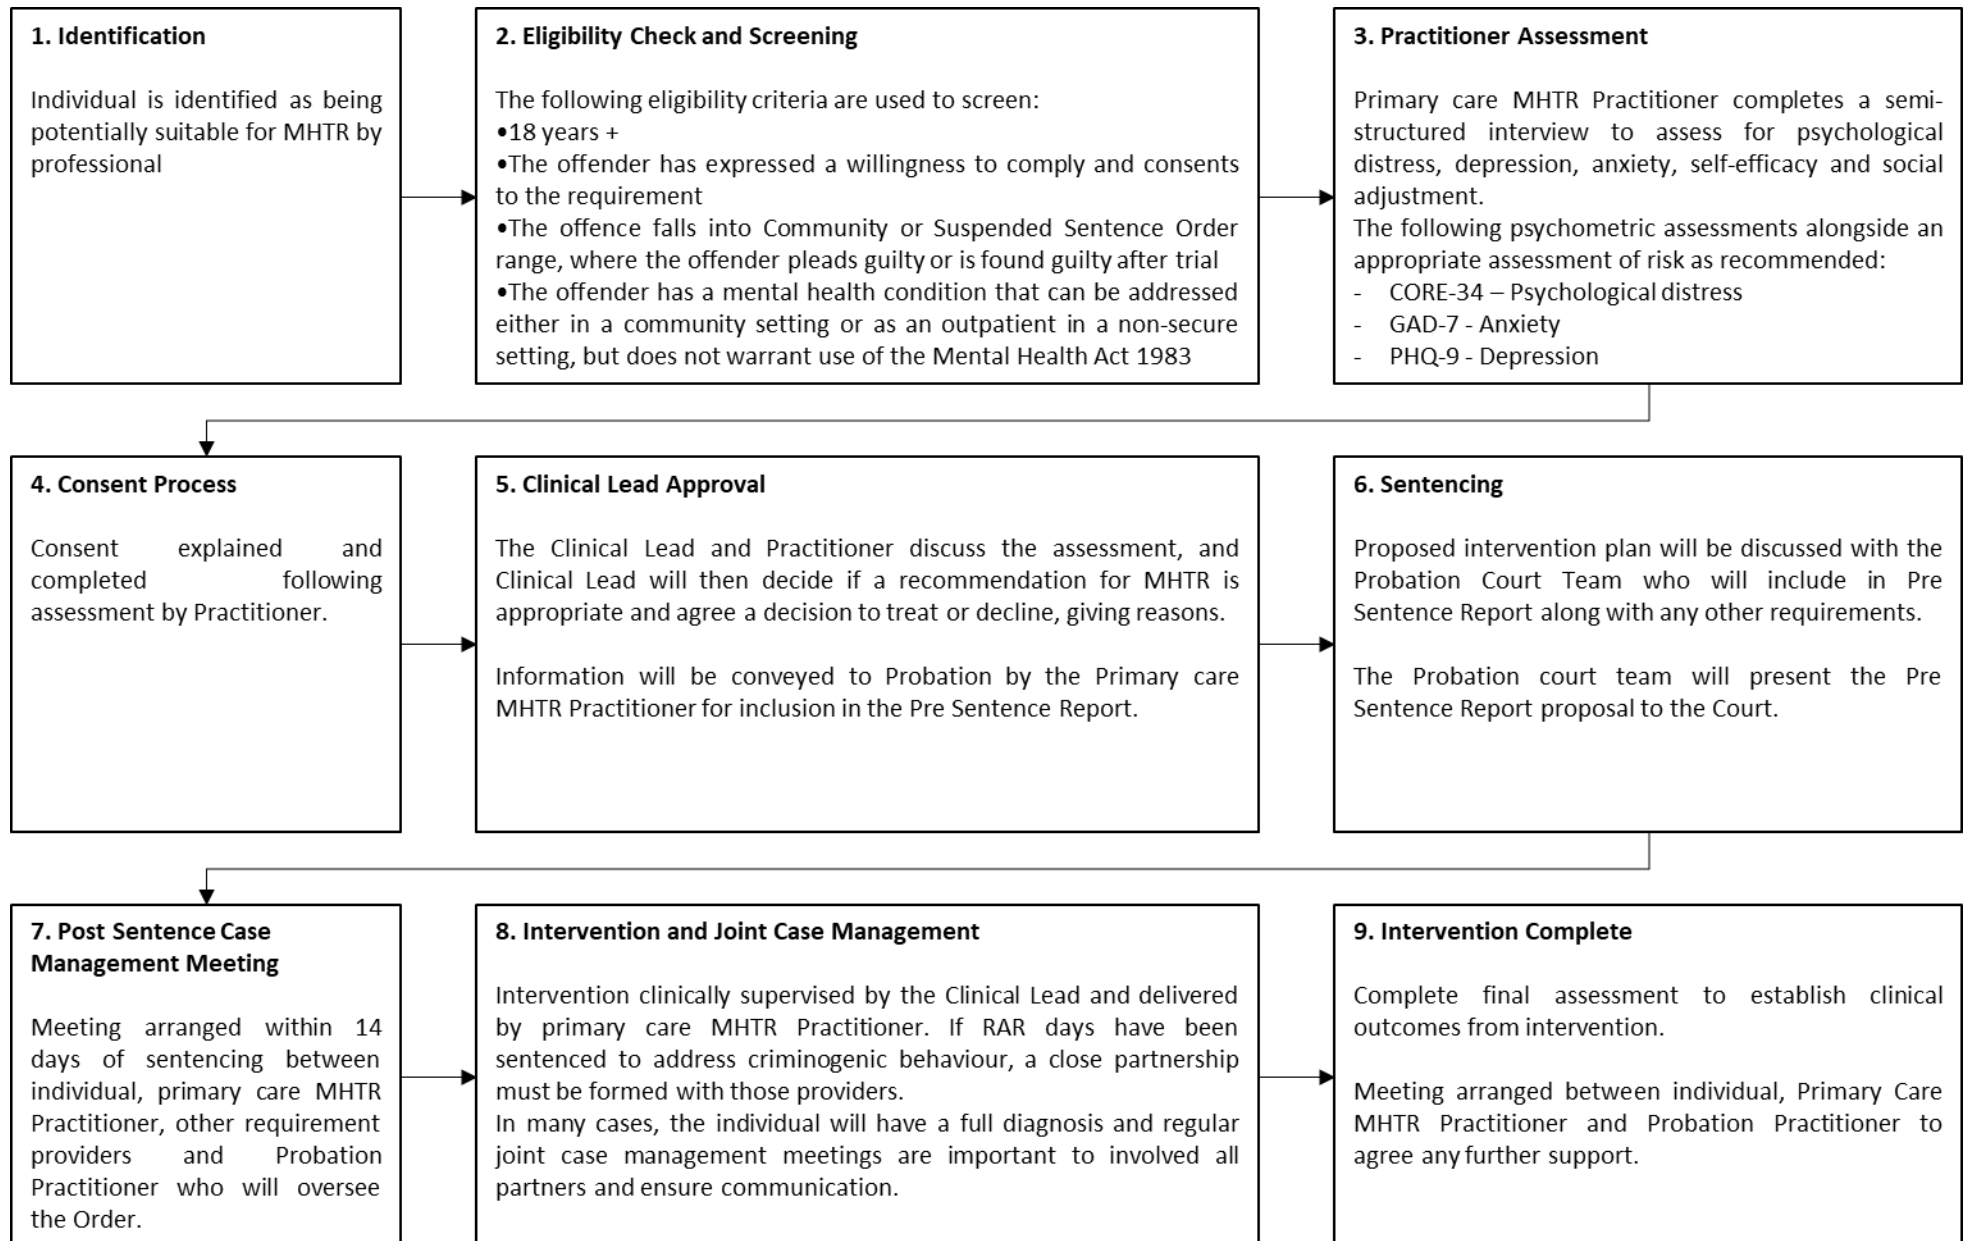 1. Identification
Individual is identified as being
potentially suitable for MHTR by
professional
2. Eligibility Check and Screening
The following eligibility criteria are used to screen:
•18 years +
•The offender has expressed a willingness to comply and consents
to the requirement
•The offence falls into Community or Suspended Sentence Order
range, where the offender pleads guilty or is found guilty after trial
•The offender has a mental health condition that can be addressed
either in a community setting or as an outpatient in a non-secure
setting, but does not warrant use of the Mental Health Act 1983
3. Practitioner Assessment
Primary care MHTR Practitioner completes a semi-
structured interview to assess for psychological
distress, depression, anxiety, self-efficacy and social
adjustment.
The following psychometric assessments alongside an
appropriate assessment of risk as recommended:
- CORE-34 – Psychological distress
- GAD-7 - Anxiety
- PHQ-9 - Depression
4. Consent Process
Consent explained and
completed following
assessment by Practitioner.
5. Clinical Lead Approval
The Clinical Lead and Practitioner discuss the assessment, and
Clinical Lead will then decide if a recommendation for MHTR is
appropriate and agree a decision to treat or decline, giving reasons.
Information will be conveyed to Probation by the Primary care
MHTR Practitioner for inclusion in the Pre Sentence Report.
6. Sentencing
Proposed intervention plan will be discussed with the
Probation Court Team who will include in Pre
Sentence Report along with any other requirements.
The Probation court team will present the Pre
Sentence Report proposal to the Court.
7. Post Sentence Case
Management Meeting
Meeting arranged within 14
days of sentencing between
individual, primary care MHTR
Practitioner, other requirement
providers and Probation
Practitioner who will oversee
the Order.
8. Intervention and Joint Case Management
Intervention clinically supervised by the Clinical Lead and delivered
by primary care MHTR Practitioner. If RAR days have been
sentenced to address criminogenic behaviour, a close partnership
must be formed with those providers.
In many cases, the individual will have a full diagnosis and regular
joint case management meetings are important to involved all
partners and ensure communication.
9. Intervention Complete
Complete final assessment to establish clinical
outcomes from intervention.
Meeting arranged between individual, Primary Care
MHTR Practitioner and Probation Practitioner to
agree any further support.